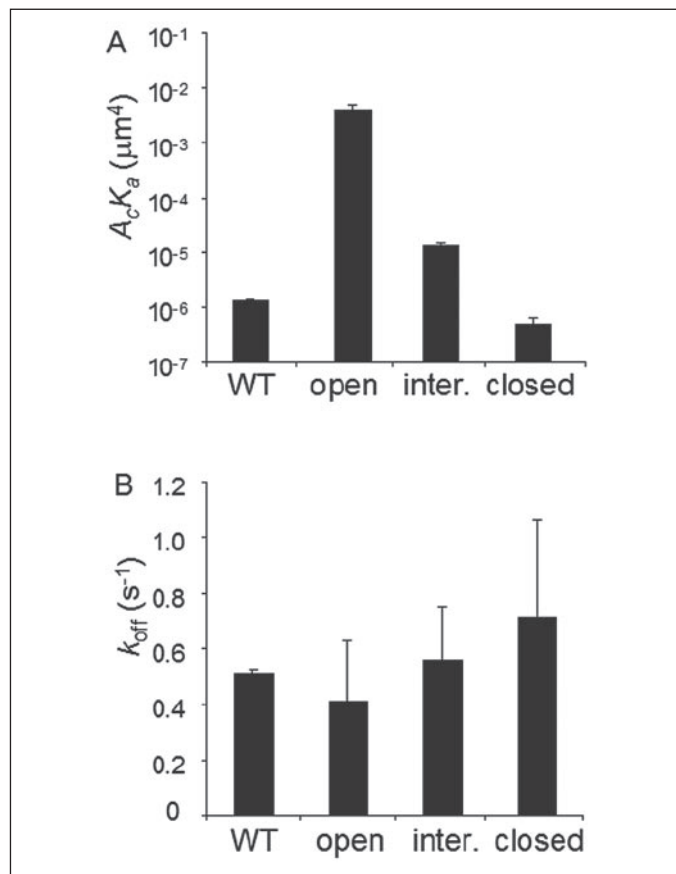 A
AcKa (μm⁴)
10⁻¹
10⁻²
10⁻³
10⁻⁴
10⁻⁵
10⁻⁶
10⁻⁷
WT open inter. closed
B
koff (s⁻¹)
1.2
1.0
0.8
0.6
0.4
0.2
0
WT open inter. closed